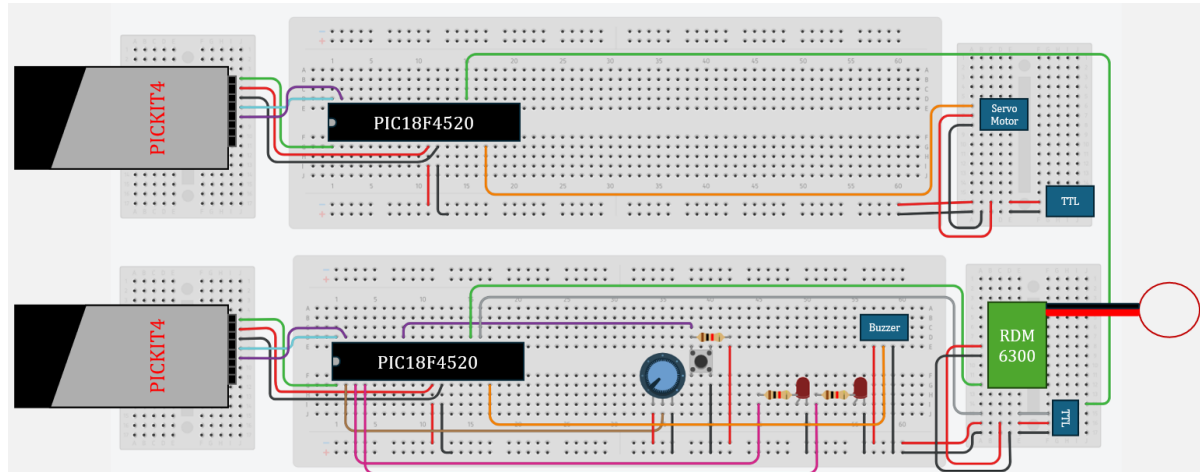 PICKIT4
PIC18F4520
Servo
Motor
TTL
PICKIT4
PIC18F4520
Buzzer
RDM
6300
TTL